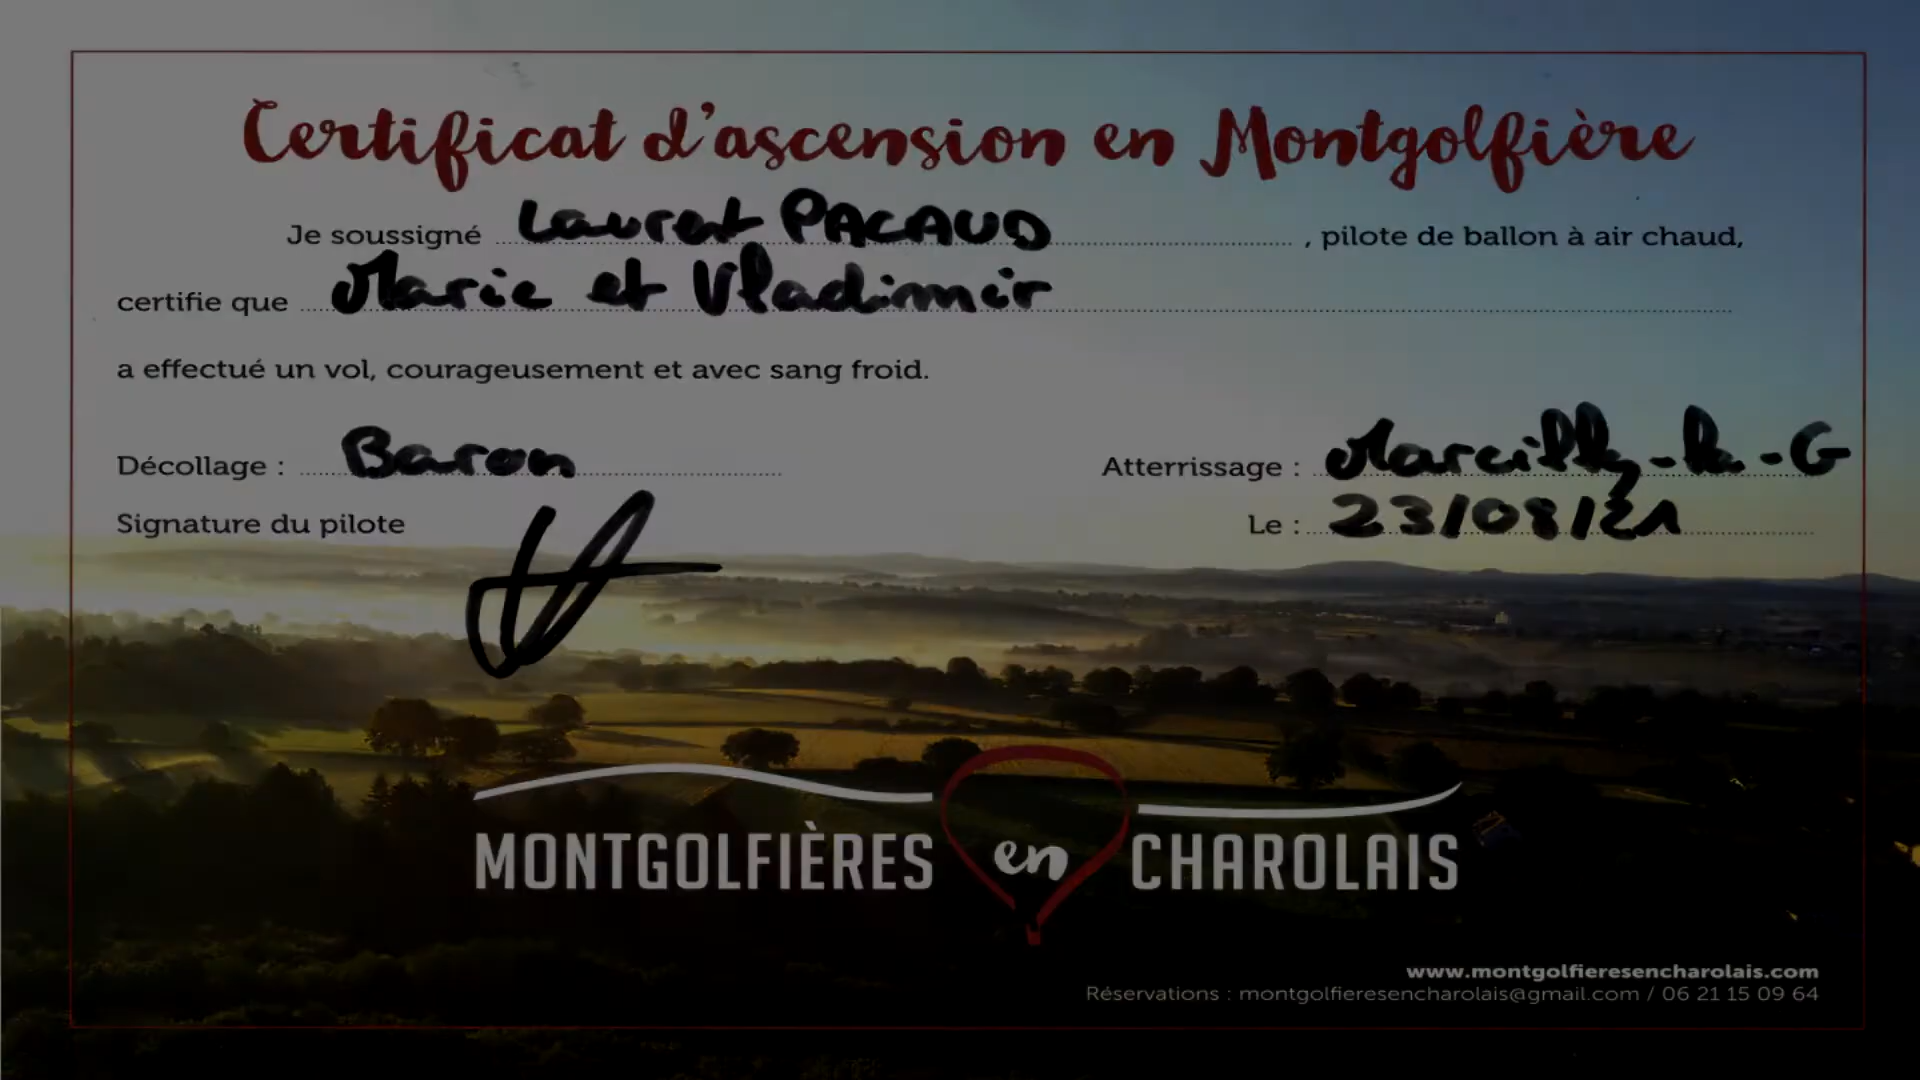 Certificat d'ascension en Montgolfière
Je soussigné Laurent PACAUD , pilote de ballon à air chaud,
certifie que Marie et Vladimir
a effectué un vol, courageusement et avec sang froid.
Décollage : Baron Atterrissage : Marcilly-la-G
Signature du pilote Le : 23/08/21
MONTGOLFIÈRES en CHAROLAIS
www.montgolfieresencharolais.com
Réservations : montgolfieresencharolais@gmail.com / 06 21 15 09 64